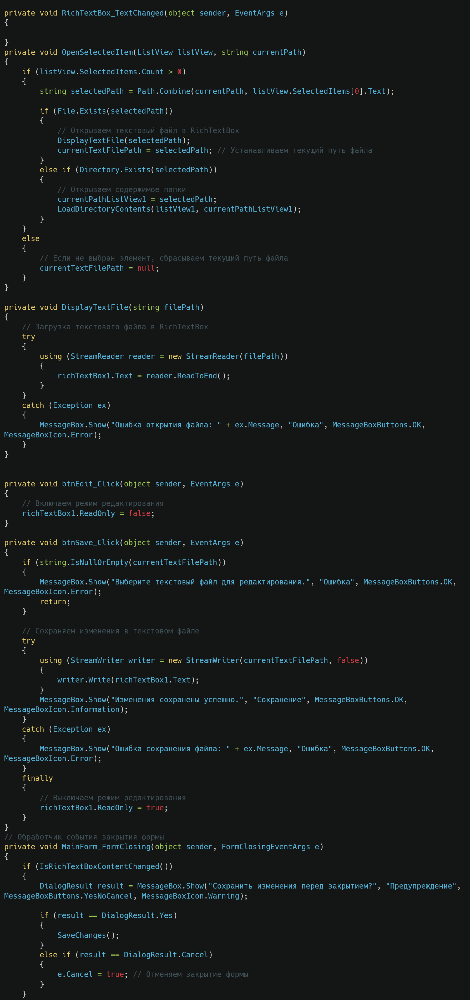 private void RichTextBox_TextChanged(object sender, EventArgs e)
{

}
private void OpenSelectedItem(ListView listView, string currentPath)
{
    if (listView.SelectedItems.Count > 0)
    {
        string selectedPath = Path.Combine(currentPath, listView.SelectedItems[0].Text);

        if (File.Exists(selectedPath))
        {
            // Открываем текстовый файл в RichTextBox
            DisplayTextFile(selectedPath);
            currentTextFilePath = selectedPath; // Устанавливаем текущий путь файла
        }
        else if (Directory.Exists(selectedPath))
        {
            // Открываем содержимое папки
            currentPathListView1 = selectedPath;
            LoadDirectoryContents(listView1, currentPathListView1);
        }
    }
    else
    {
        // Если не выбран элемент, сбрасываем текущий путь файла
        currentTextFilePath = null;
    }
}

private void DisplayTextFile(string filePath)
{
    // Загрузка текстового файла в RichTextBox
    try
    {
        using (StreamReader reader = new StreamReader(filePath))
        {
            richTextBox1.Text = reader.ReadToEnd();
        }
    }
    catch (Exception ex)
    {
        MessageBox.Show("Ошибка открытия файла: " + ex.Message, "Ошибка", MessageBoxButtons.OK,
MessageBoxIcon.Error);
    }
}


private void btnEdit_Click(object sender, EventArgs e)
{
    // Включаем режим редактирования
    richTextBox1.ReadOnly = false;
}

private void btnSave_Click(object sender, EventArgs e)
{
    if (string.IsNullOrEmpty(currentTextFilePath))
    {
        MessageBox.Show("Выберите текстовый файл для редактирования.", "Ошибка", MessageBoxButtons.OK,
MessageBoxIcon.Error);
        return;
    }

    // Сохраняем изменения в текстовом файле
    try
    {
        using (StreamWriter writer = new StreamWriter(currentTextFilePath, false))
        {
            writer.Write(richTextBox1.Text);
        }
        MessageBox.Show("Изменения сохранены успешно.", "Сохранение", MessageBoxButtons.OK,
MessageBoxIcon.Information);
    }
    catch (Exception ex)
    {
        MessageBox.Show("Ошибка сохранения файла: " + ex.Message, "Ошибка", MessageBoxButtons.OK,
MessageBoxIcon.Error);
    }
    finally
    {
        // Выключаем режим редактирования
        richTextBox1.ReadOnly = true;
    }
}
// Обработчик события закрытия формы
private void MainForm_FormClosing(object sender, FormClosingEventArgs e)
{
    if (IsRichTextBoxContentChanged())
    {
        DialogResult result = MessageBox.Show("Сохранить изменения перед закрытием?", "Предупреждение",
MessageBoxButtons.YesNoCancel, MessageBoxIcon.Warning);

        if (result == DialogResult.Yes)
        {
            SaveChanges();
        }
        else if (result == DialogResult.Cancel)
        {
            e.Cancel = true; // Отменяем закрытие формы
        }
    }